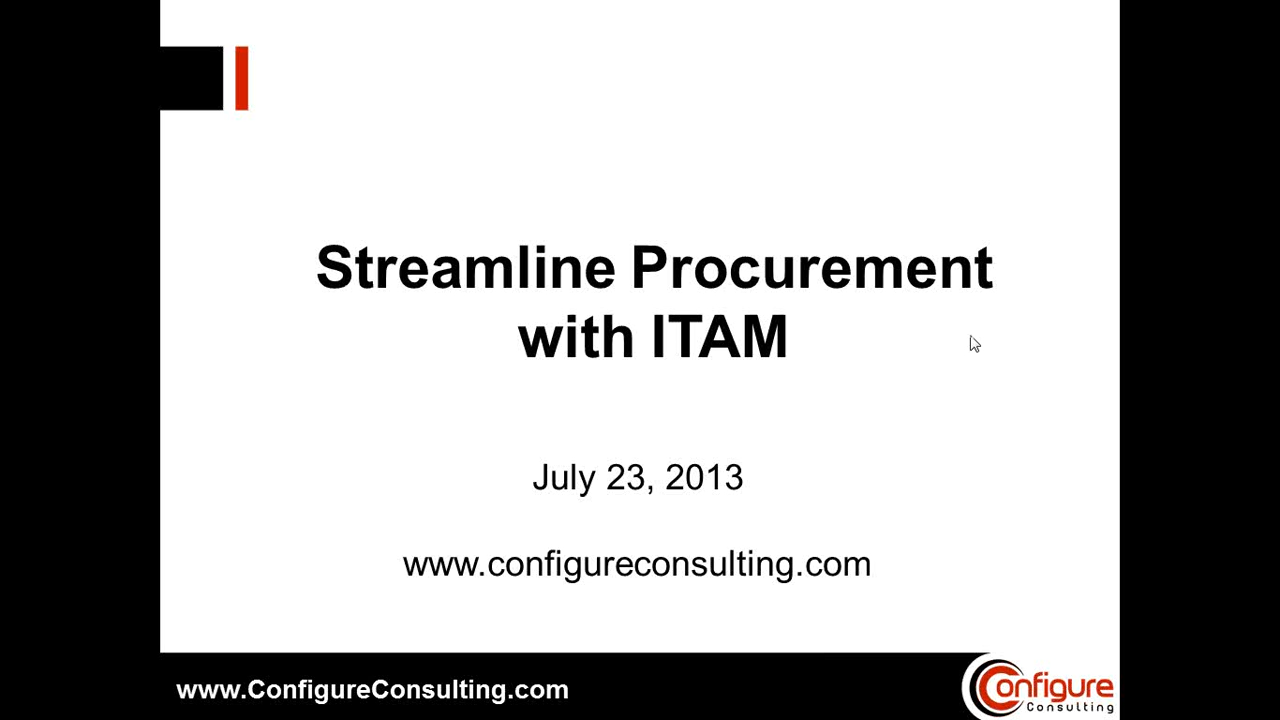 Streamline Procurement
with ITAM
July 23, 2013
www.configureconsulting.com
www.ConfigureConsulting.com
Configure
Consulting